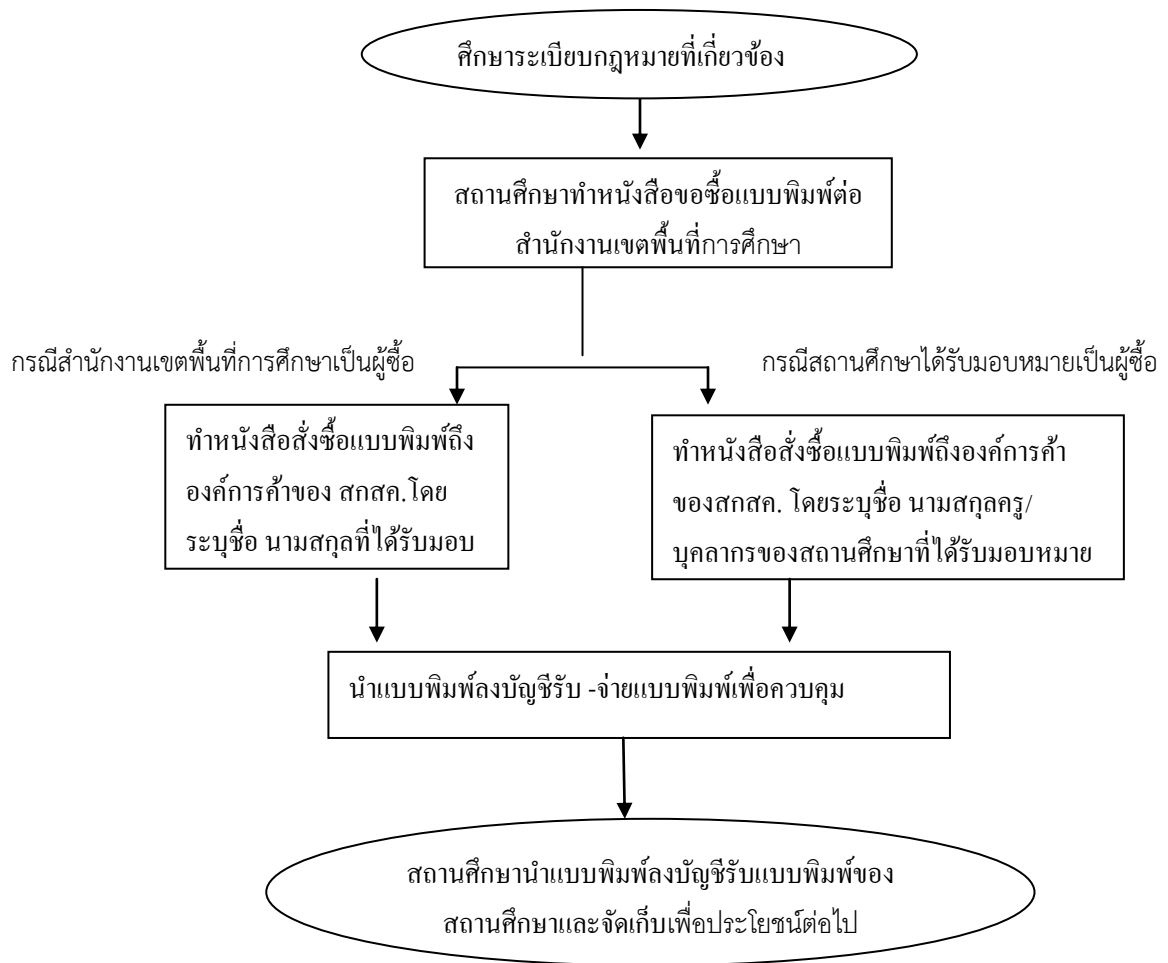 ศึกษาระเบียบกฎหมายที่เกี่ยวข้อง
สถานศึกษาทำหนังสือขอซื้อแบบพิมพ์ต่อ
สำนักงานเขตพื้นที่การศึกษา
กรณีสำนักงานเขตพื้นที่การศึกษาเป็นผู้ซื้อ
กรณีสถานศึกษาได้รับมอบหมายเป็นผู้ซื้อ
ทำหนังสือสั่งซื้อแบบพิมพ์ถึง
องค์การค้าของ สกสค.โดย
ระบุชื่อ นามสกุลที่ได้รับมอบ
ทำหนังสือสั่งซื้อแบบพิมพ์ถึงองค์การค้า
ของสกสค. โดยระบุชื่อ นามสกุลครู/
บุคลากรของสถานศึกษาที่ได้รับมอบหมาย
นำแบบพิมพ์ลงบัญชีรับ -จ่ายแบบพิมพ์เพื่อควบคุม
สถานศึกษานำแบบพิมพ์ลงบัญชีรับแบบพิมพ์ของ
สถานศึกษาและจัดเก็บเพื่อประโยชน์ต่อไป